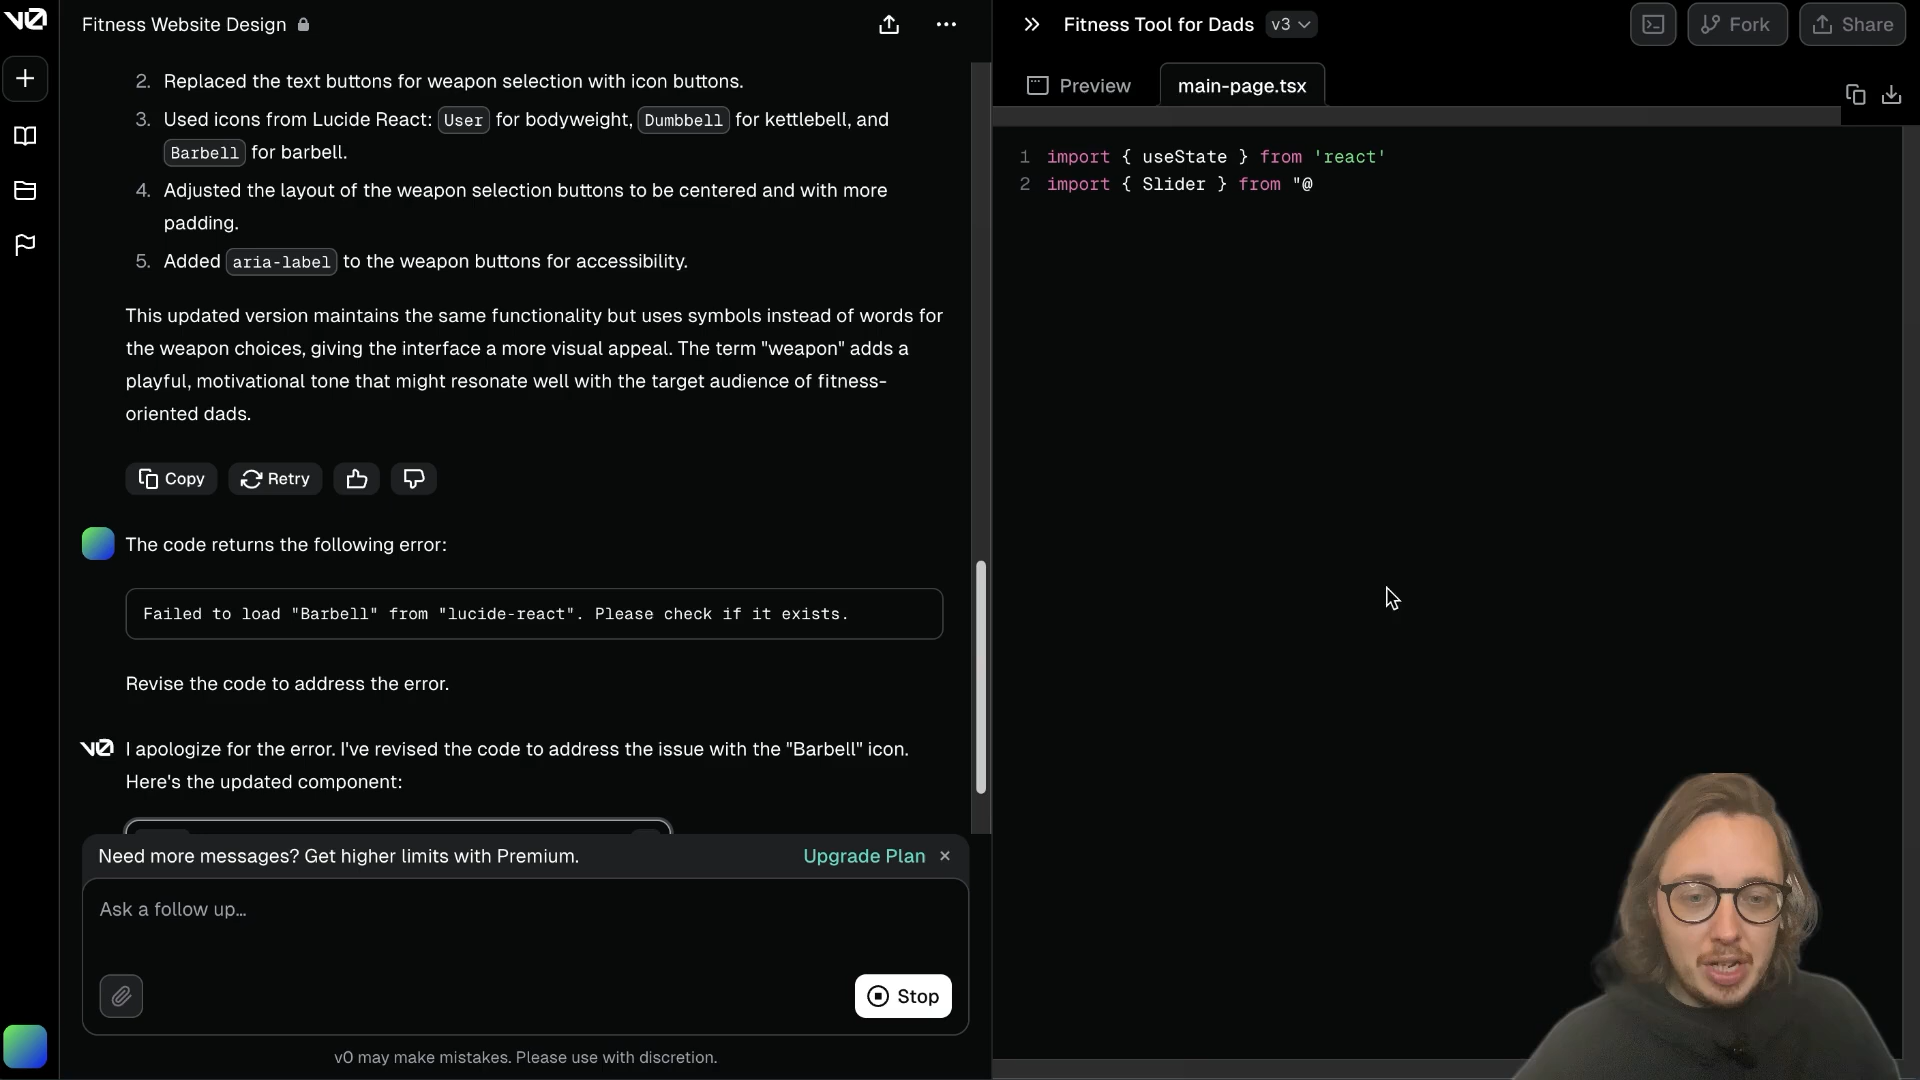 v0
Fitness Website Design
2. Replaced the text buttons for weapon selection with icon buttons.
3. Used icons from Lucide React: User for bodyweight, Dumbbell for kettlebell, and
Barbell for barbell.
4. Adjusted the layout of the weapon selection buttons to be centered and with more
padding.
5. Added aria-label to the weapon buttons for accessibility.
This updated version maintains the same functionality but uses symbols instead of words for
the weapon choices, giving the interface a more visual appeal. The term "weapon" adds a
playful, motivational tone that might resonate well with the target audience of fitness-
oriented dads.
Copy Retry
The code returns the following error:
Failed to load "Barbell" from "lucide-react". Please check if it exists.
Revise the code to address the error.
v0 I apologize for the error. I've revised the code to address the issue with the "Barbell" icon.
Here's the updated component:
Need more messages? Get higher limits with Premium. Upgrade Plan ×
Ask a follow up...
Stop
v0 may make mistakes. Please use with discretion.
Fitness Tool for Dads v3
Fork Share
Preview main-page.tsx
1 import { useState } from 'react'
2 import { Slider } from "@